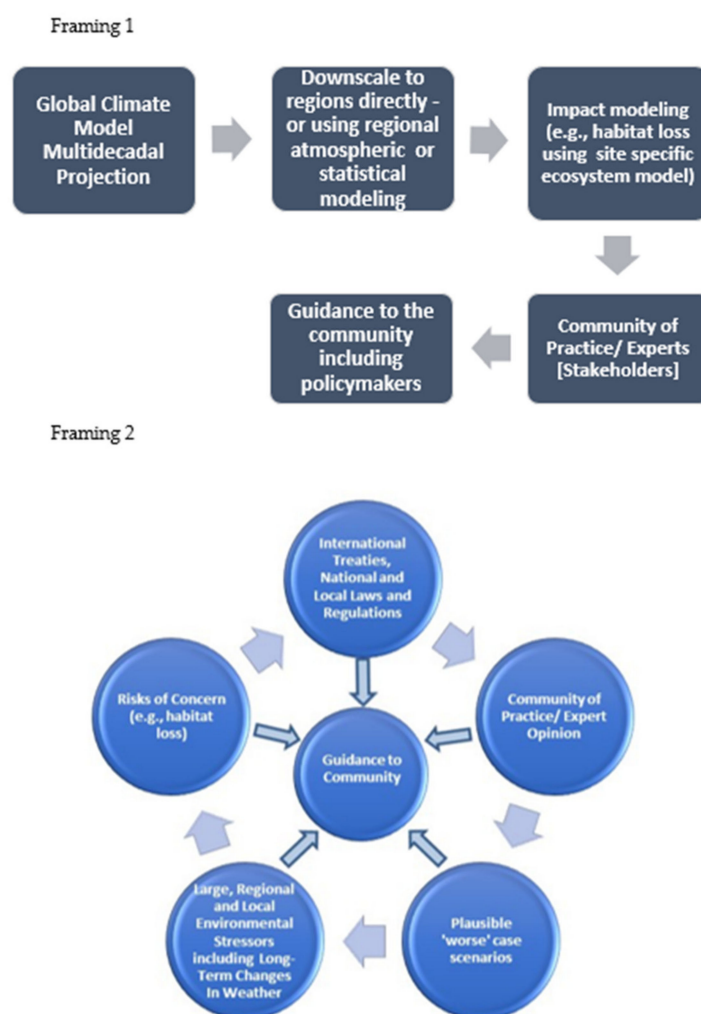 Framing 1
Global Climate
Model
Multidecadal
Projection
Downscale to
regions directly -
or using regional
atmospheric or
statistical
modeling
Impact modeling
(e.g., habitat loss
using site specific
ecosystem model)
Community of
Practice/ Experts
[Stakeholders]
Guidance to the
community
including
policymakers
Framing 2
International
Treaties,
National and
Local Laws and
Regulations
Community of
Practice/ Expert
Opinion
Plausible
'worse' case
scenarios
Large, Regional
and Local
Environmental
Stressors
including Long-
Term Changes
In Weather
Risks of Concern
(e.g., habitat
loss)
Guidance to
Community